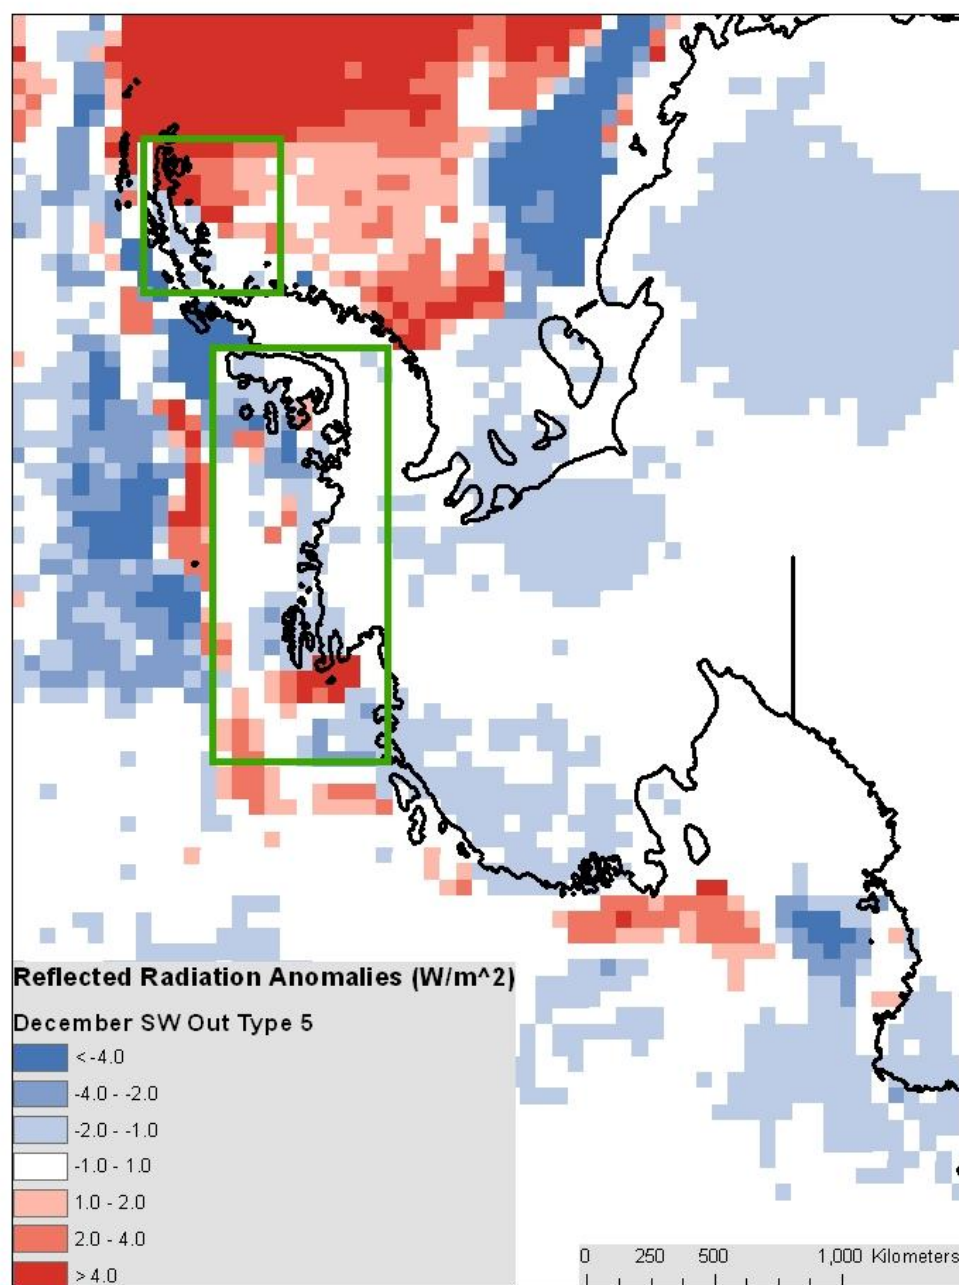 Reflected Radiation Anomalies (W/m^2)
December SW Out Type 5
< -4.0
-4.0 - -2.0
-2.0 - -1.0
-1.0 - 1.0
1.0 - 2.0
2.0 - 4.0
> 4.0
0 250 500 1,000 Kilometers